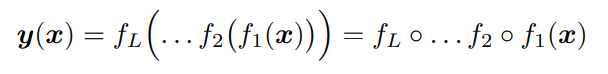 y(x) = f_L(… f_2(f_1(x))) = f_L ∘ … f_2 ∘ f_1(x)